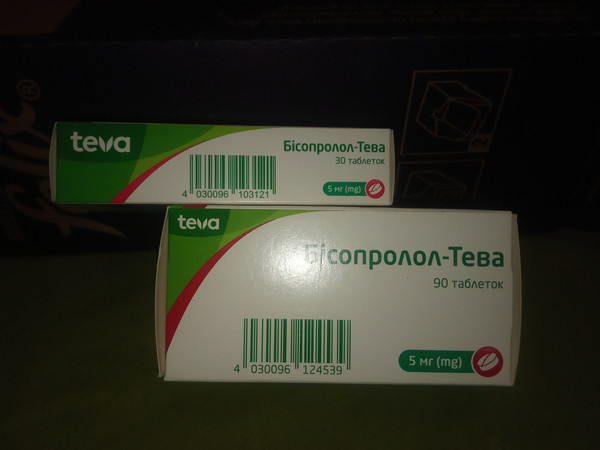 teva
Бісопролол-Тева
30 таблеток
4 030096 103121
5 мг (mg)
teva
Бісопролол-Тева
90 таблеток
4 030096 124539
5 мг (mg)